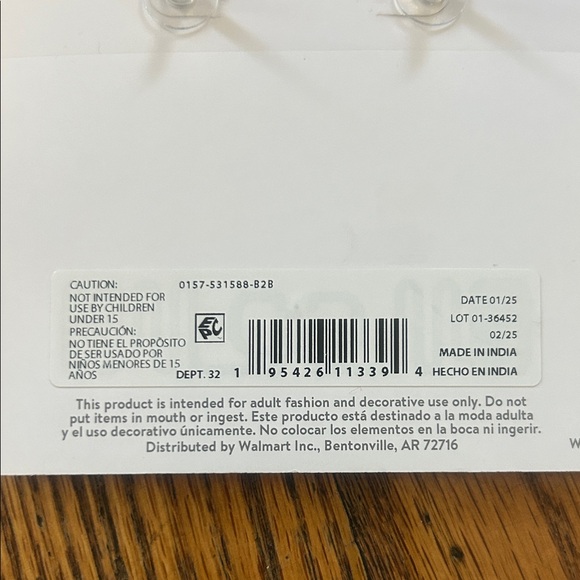 CAUTION:
NOT INTENDED FOR
USE BY CHILDREN
UNDER 15
PRECAUCIÓN:
NO TIENE EL PROPÓSITO
DE SER USADO POR
NIÑOS MENORES DE 15
AÑOS
0157-531588-B2B
EPC
DEPT. 32
1 95426 11339 4
DATE 01/25
LOT 01-36452
02/25
MADE IN INDIA
HECHO EN INDIA
This product is intended for adult fashion and decorative use only. Do not
put items in mouth or ingest. Este producto está destinado a la moda adulta
y el uso decorativo únicamente. No colocar los elementos en la boca ni ingerir.
Distributed by Walmart Inc., Bentonville, AR 72716
W